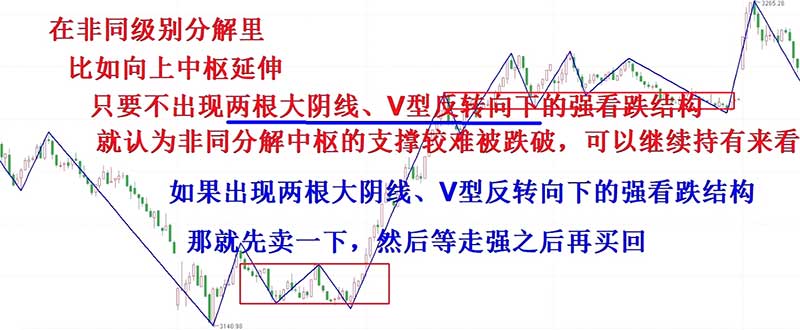 3265.28
在非同级别分解里
比如向上中枢延伸
只要不出现两根大阴线、V型反转向下的强看跌结构
就认为非同分解中枢的支撑较难被跌破，可以继续持有来看
如果出现两根大阴线、V型反转向下的强看跌结构
那就先卖一下，然后等走强之后再买回
3140.98